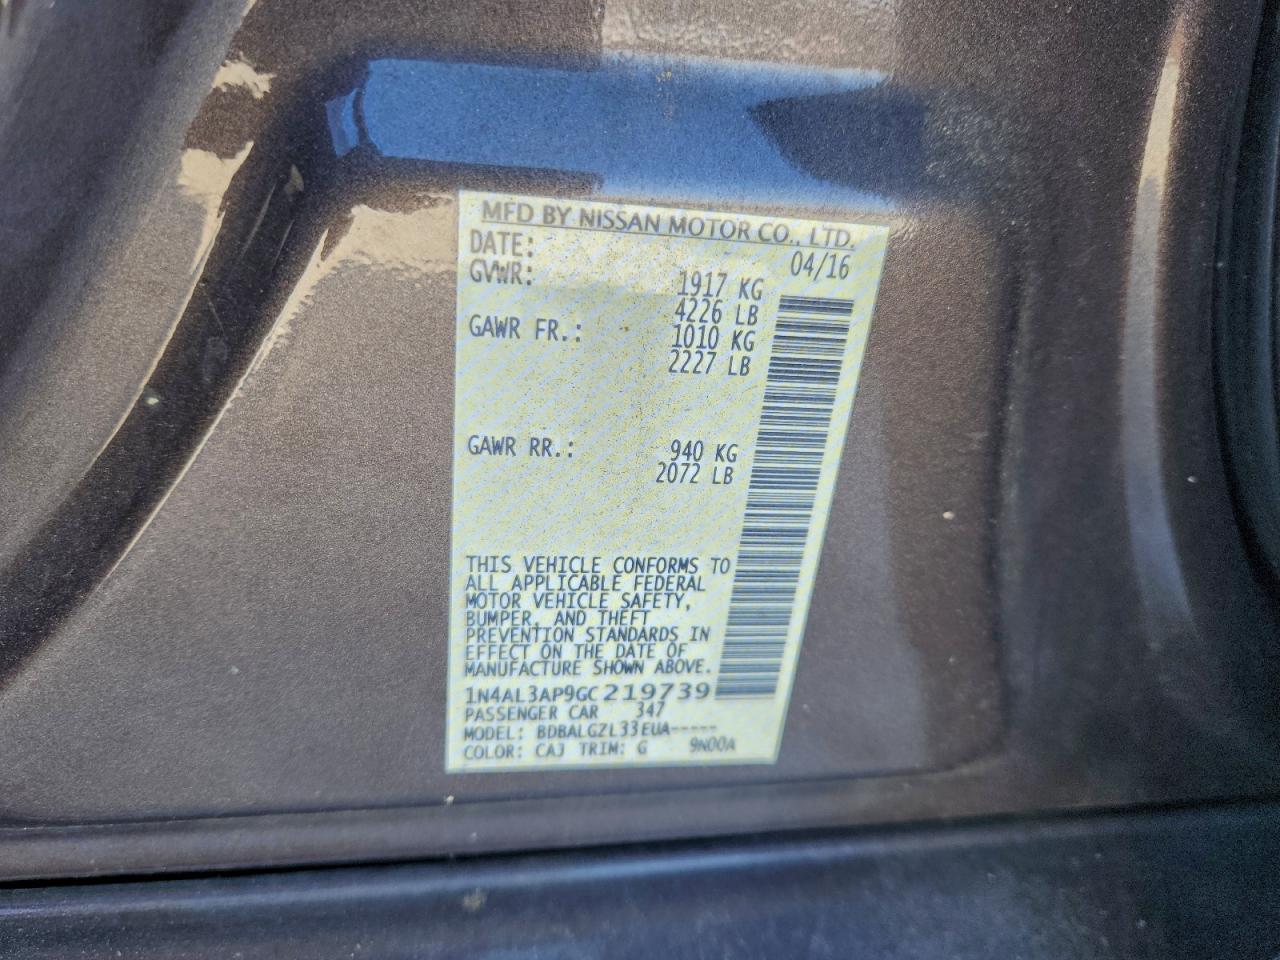 MFD BY NISSAN MOTOR CO., LTD.
DATE: 04/16
GVWR: 1917 KG
4226 LB
GAWR FR.: 1010 KG
2227 LB
GAWR RR.: 940 KG
2072 LB
THIS VEHICLE CONFORMS TO
ALL APPLICABLE FEDERAL
MOTOR VEHICLE SAFETY,
BUMPER, AND THEFT
PREVENTION STANDARDS IN
EFFECT ON THE DATE OF
MANUFACTURE SHOWN ABOVE.
1N4AL3AP9GC219739
PASSENGER CAR 347
MODEL: BDBALGZL33EUA-----
COLOR: CAJ TRIM: G 9N00A